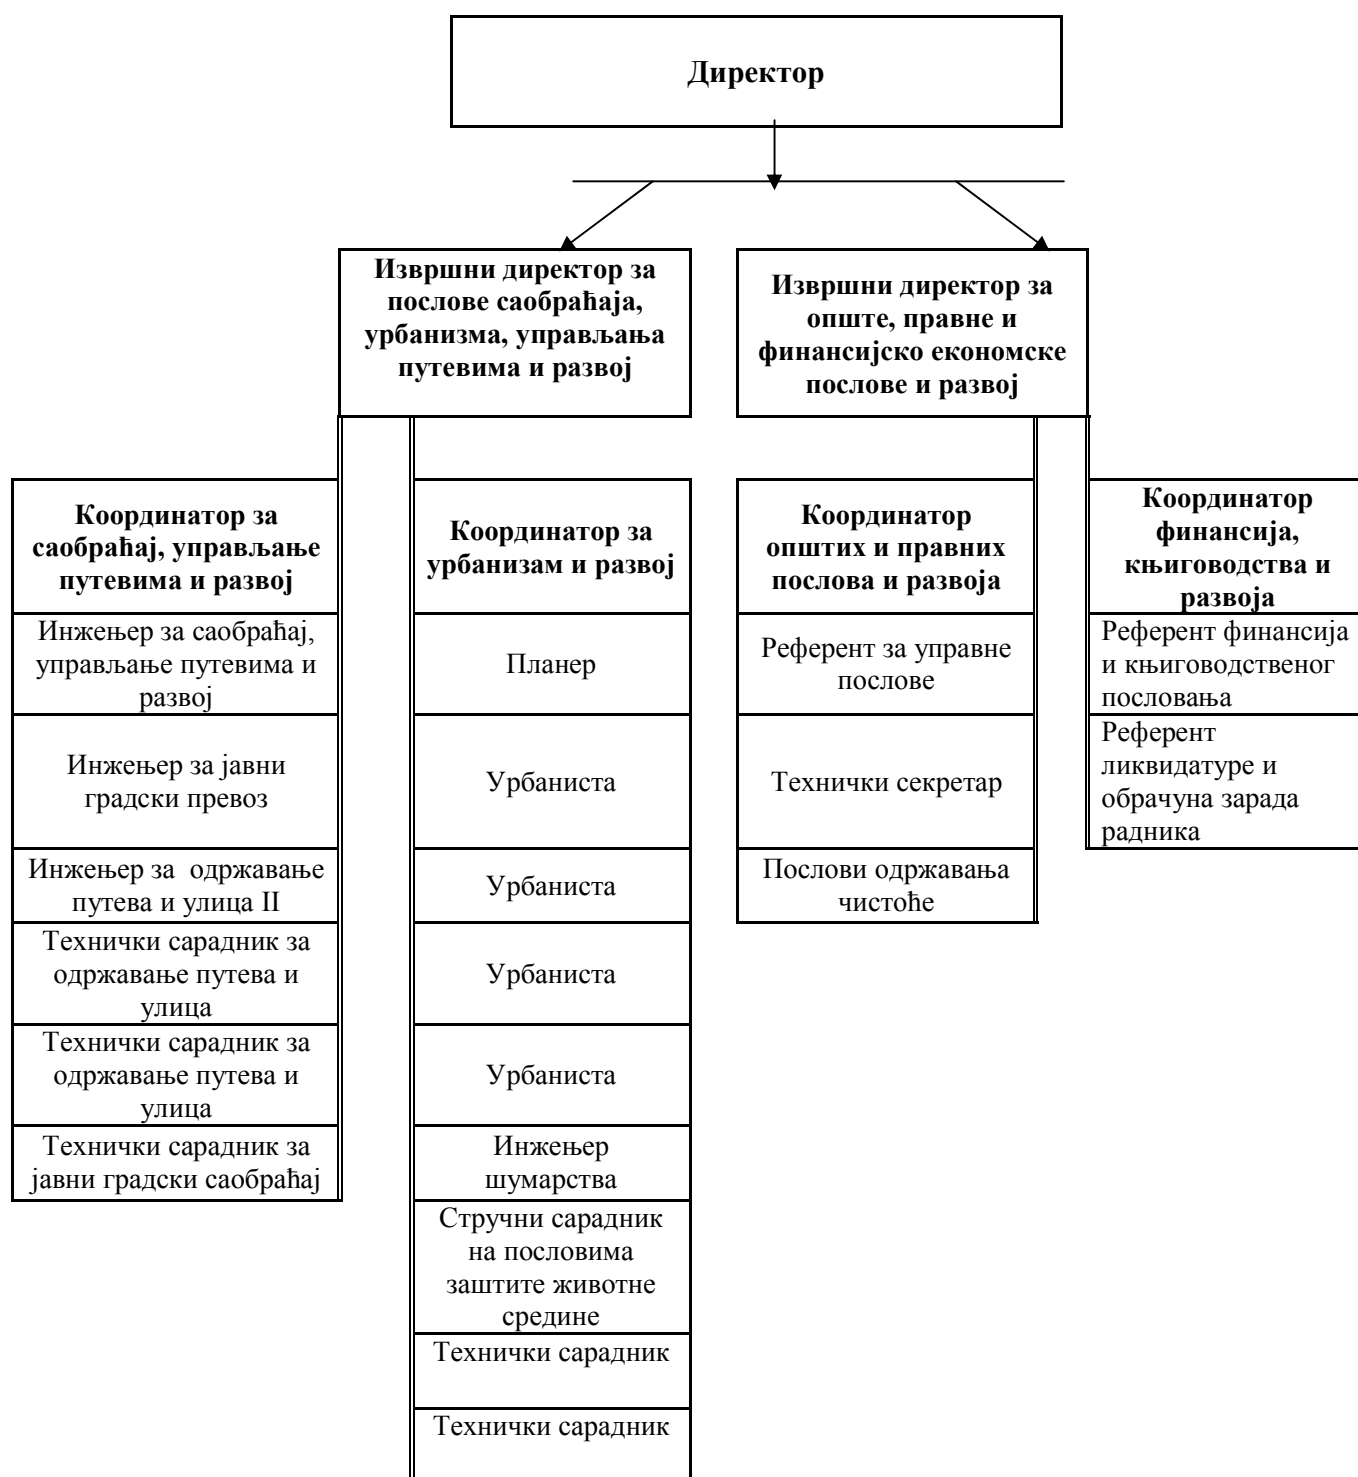 Директор
Извршни директор за
послове саобраћаја,
урбанизма, управљања
путевима и развој
Извршни директор за
опште, правне и
финансијско економске
послове и развој
Координатор за
саобраћај, управљање
путевима и развој
Инжењер за саобраћај,
управљање путевима и
развој
Инжењер за јавни
градски превоз
Инжењер за одржавање
путева и улица II
Технички сарадник за
одржавање путева и
улица
Технички сарадник за
одржавање путева и
улица
Технички сарадник за
јавни градски саобраћај
Координатор за
урбанизам и развој
Планер
Урбаниста
Урбаниста
Урбаниста
Урбаниста
Инжењер
шумарства
Стручни сарадник
на пословима
заштите животне
средине
Технички сарадник
Технички сарадник
Координатор
општих и правних
послова и развоја
Референт за управне
послове
Технички секретар
Послови одржавања
чистоће
Координатор
финансија,
књиговодства и
развоја
Референт финансија
и књиговодственог
пословања
Референт
ликвидатуре и
обрачуна зарада
радника